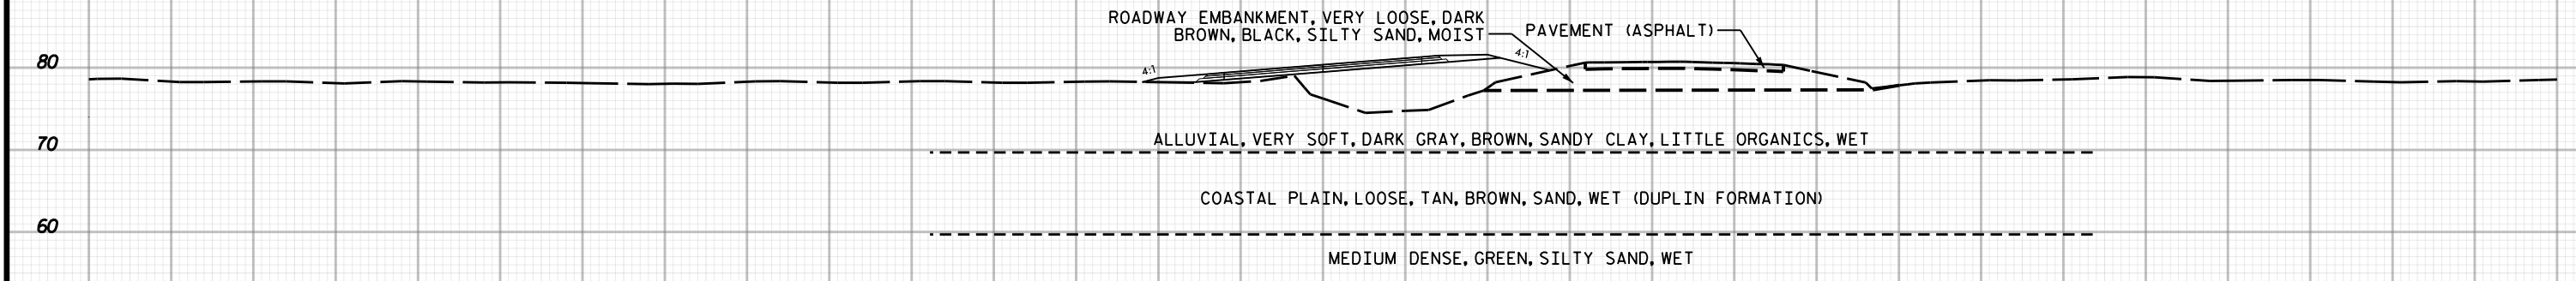 ROADWAY EMBANKMENT, VERY LOOSE, DARK
BROWN, BLACK, SILTY SAND, MOIST
PAVEMENT (ASPHALT)
4:1
4:1
80
70
60
ALLUVIAL, VERY SOFT, DARK GRAY, BROWN, SANDY CLAY, LITTLE ORGANICS, WET
COASTAL PLAIN, LOOSE, TAN, BROWN, SAND, WET (DUPLIN FORMATION)
MEDIUM DENSE, GREEN, SILTY SAND, WET